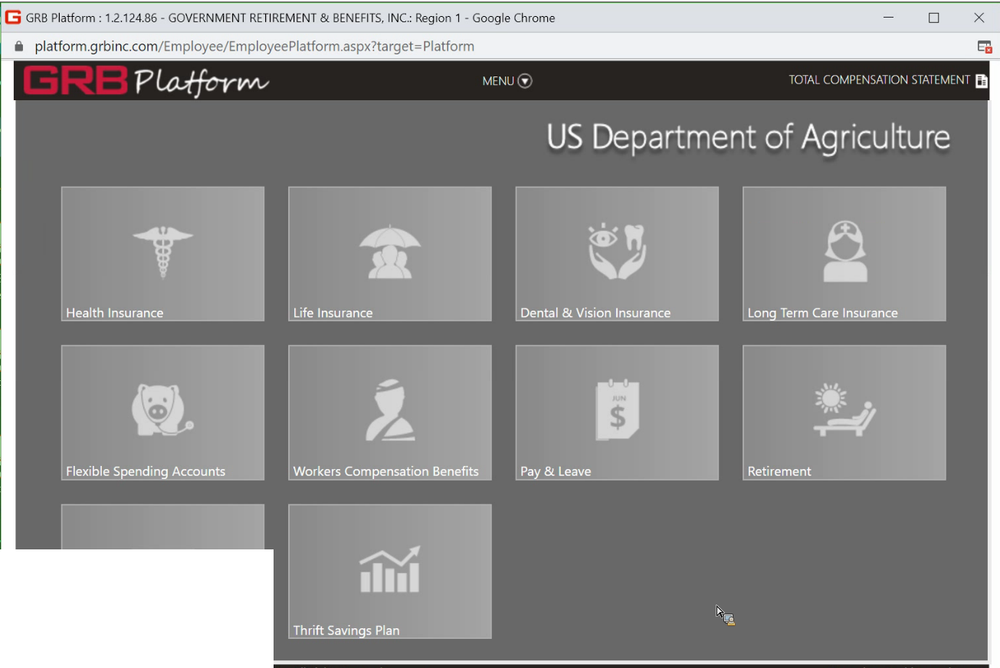 GRB Platform : 1.2.124.86 - GOVERNMENT RETIREMENT & BENEFITS, INC.: Region 1 - Google Chrome
platform.grbinc.com/Employee/EmployeePlatform.aspx?target=Platform
GRB Platform
MENU
TOTAL COMPENSATION STATEMENT
US Department of Agriculture
Health Insurance
Life Insurance
Dental & Vision Insurance
Long Term Care Insurance
JUN
$
Flexible Spending Accounts
Workers Compensation Benefits
Pay & Leave
Retirement
Thrift Savings Plan